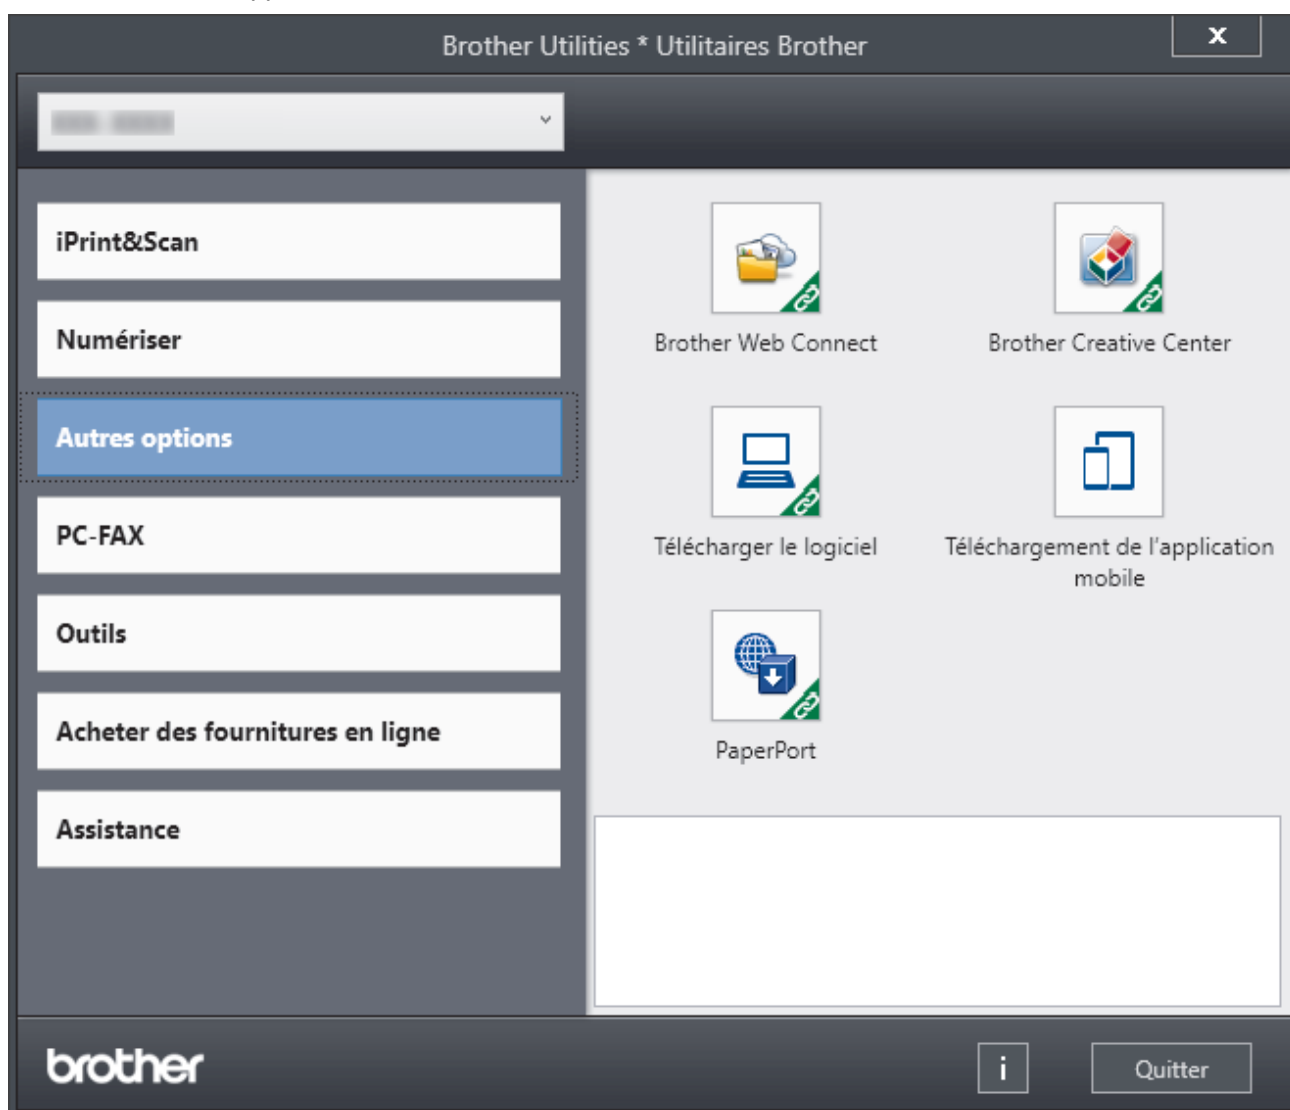 Brother Utilities * Utilitaires Brother
x
iPrint&Scan
Numériser
Autres options
PC-FAX
Outils
Acheter des fournitures en ligne
Assistance
Brother Web Connect
Brother Creative Center
Télécharger le logiciel
Téléchargement de l'application
mobile
PaperPort
brother
i
Quitter